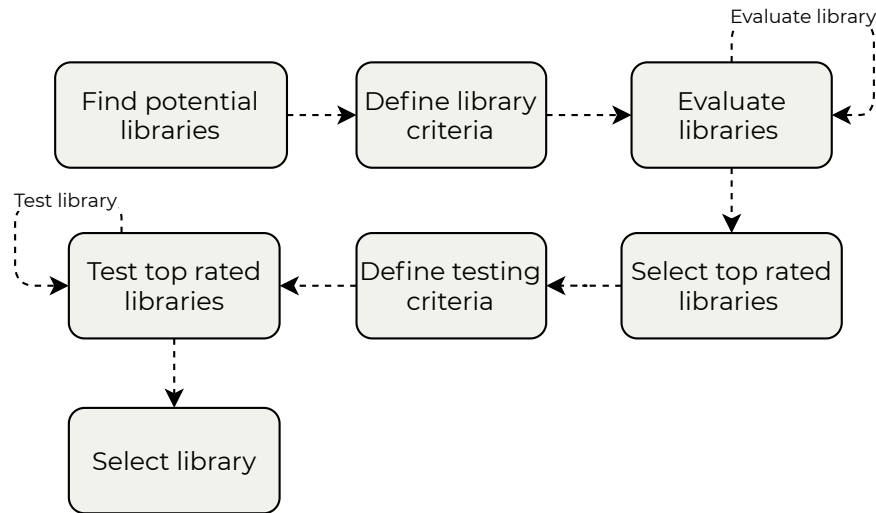 Evaluate library
Find potential
libraries
Define library
criteria
Evaluate
libraries
Test library
Test top rated
libraries
Define testing
criteria
Select top rated
libraries
Select library